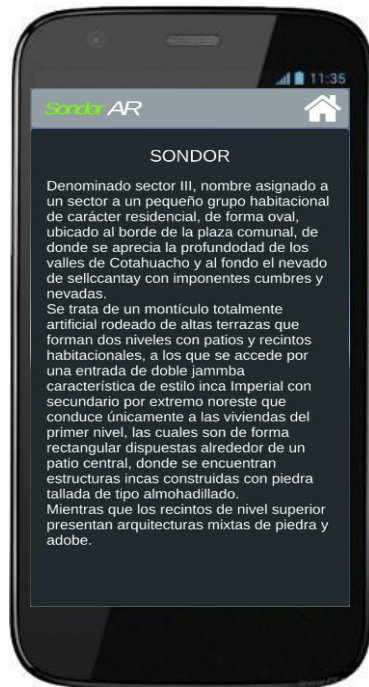 11:35
Sondor AR
SONDOR
Denominado sector III, nombre asignado a
un sector a un pequeño grupo habitacional
de carácter residencial, de forma oval,
ubicado al borde de la plaza comunal, de
donde se aprecia la profundodad de los
valles de Cotahuacho y al fondo el nevado
de sellccantay con imponentes cumbres y
nevadas.
Se trata de un montículo totalmente
artificial rodeado de altas terrazas que
forman dos niveles con patios y recintos
habitacionales, a los que se accede por
una entrada de doble jammba
característica de estilo inca Imperial con
secundario por extremo noreste que
conduce únicamente a las viviendas del
primer nivel, las cuales son de forma
rectangular dispuestas alrededor de un
patio central, donde se encuentran
estructuras incas construidas con piedra
tallada de tipo almohadillado.
Mientras que los recintos de nivel superior
presentan arquitecturas mixtas de piedra y
adobe.